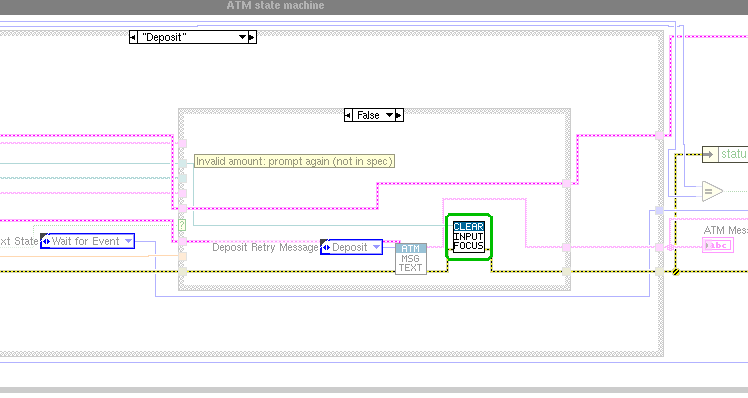 ATM state machine
"Deposit"
False
Invalid amount: prompt again (not in spec)
statu
CLEAR
INPUT
FOCUS
ATM Mess
abc
xt State
Wait for Event
Deposit Retry Message
Deposit
ATM
MSG
TEXT